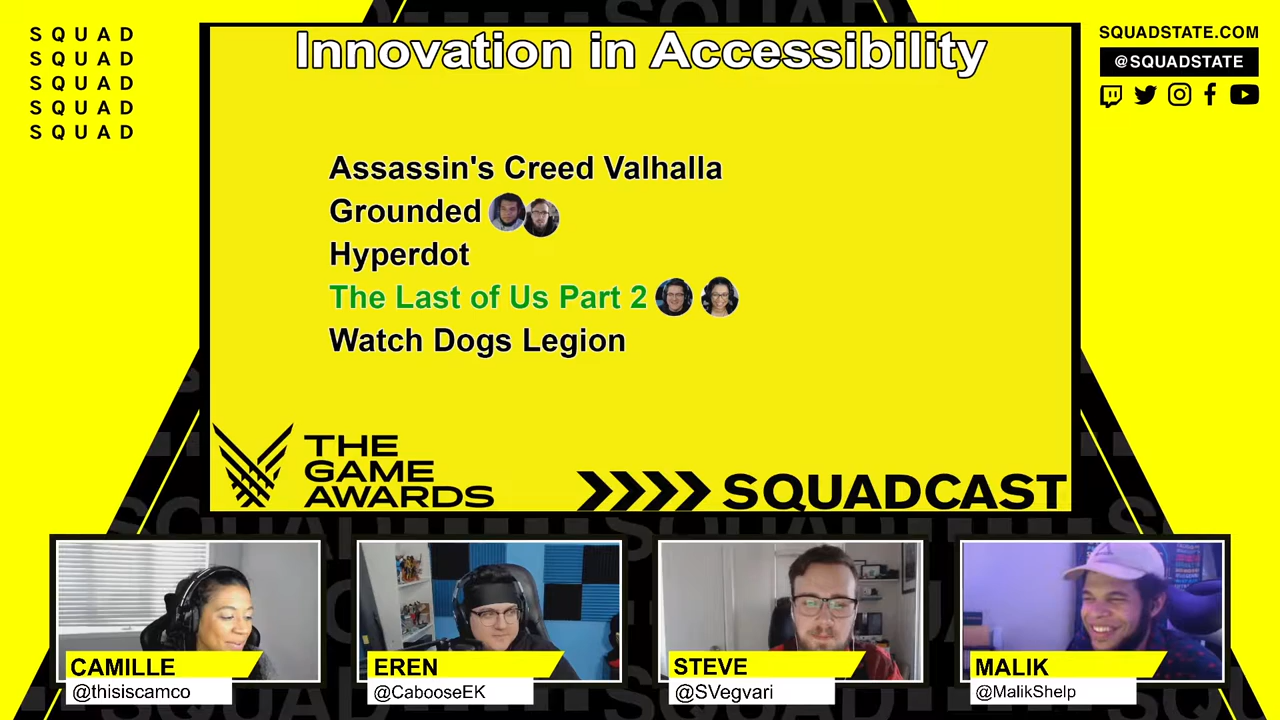 SQUAD
SQUAD
SQUAD
SQUAD
SQUAD
Innovation in Accessibility
SQUADSTATE.COM
@SQUADSTATE
Assassin's Creed Valhalla
Grounded
Hyperdot
The Last of Us Part 2
Watch Dogs Legion
THE
GAME
AWARDS
SQUADCAST
CAMILLE
@thisiscamco
EREN
@CabooseEK
STEVE
@SVegvari
MALIK
@MalikShelp